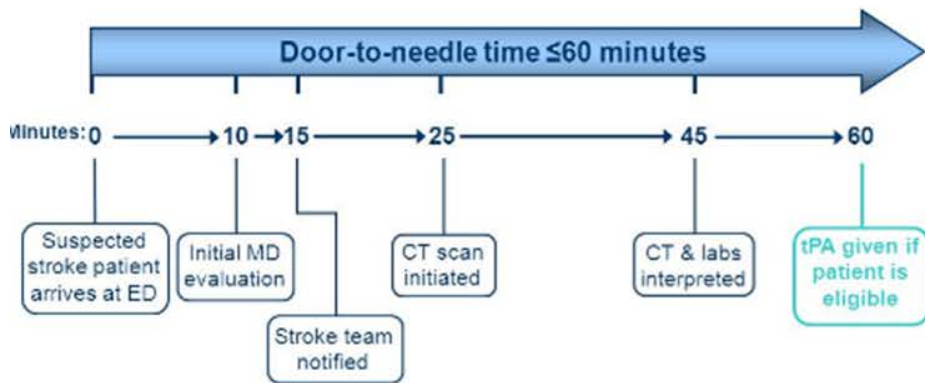 Door-to-needle time ≤60 minutes
Minutes: 0 10 15 25 45 60
Suspected
stroke patient
arrives at ED
Initial MD
evaluation
Stroke team
notified
CT scan
initiated
CT & labs
interpreted
tPA given if
patient is
eligible